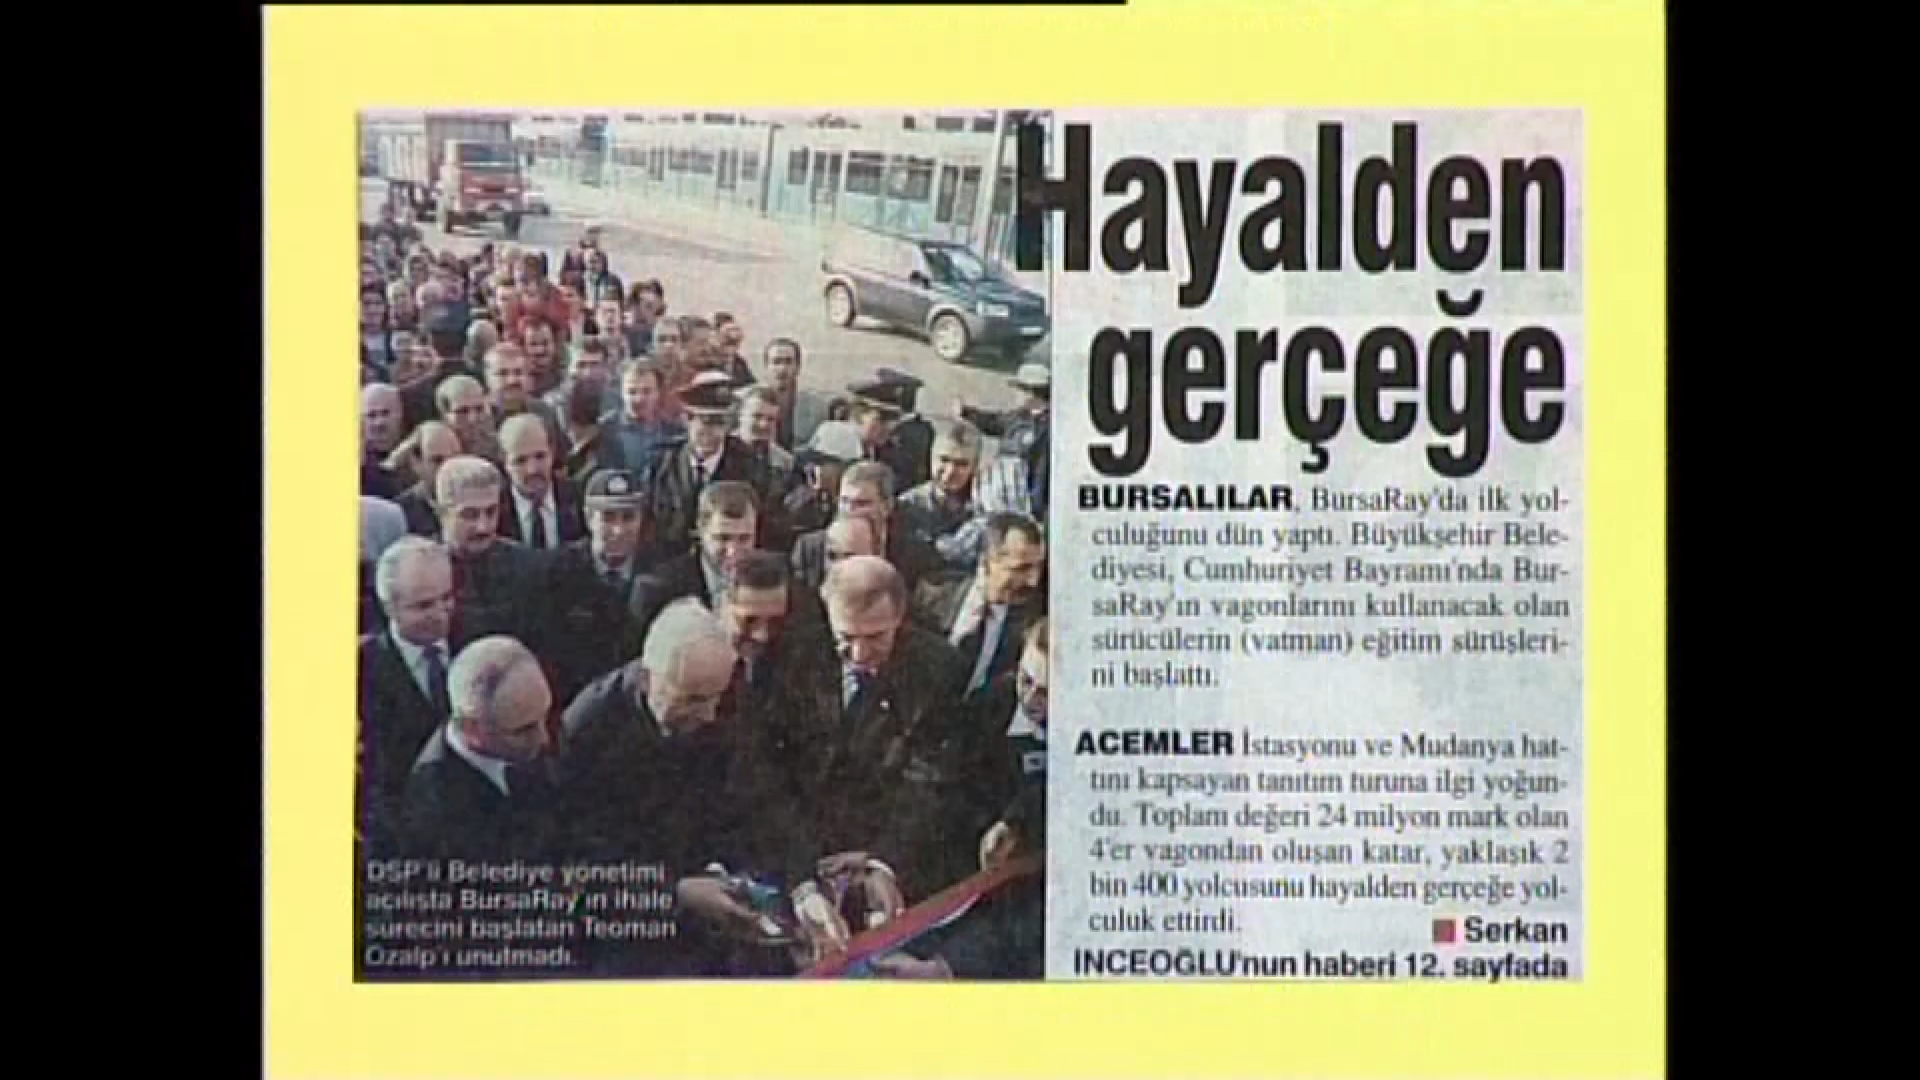 Hayalden
gerçeğe
BURSALILAR, BursaRay'da ilk yol-
culuğunu dün yaptı. Büyükşehir Bele-
diyesi, Cumhuriyet Bayramı'nda Bur-
saRay'ın vagonlarını kullanacak olan
sürücülerin (vatman) eğitim sürüşleri-
ni başlattı.
ACEMLER İstasyonu ve Mudanya hat-
tını kapsayan tanıtım turuna ilgi yoğun-
du. Toplam değeri 24 milyon mark olan
4'er vagondan oluşan katar, yaklaşık 2
bin 400 yolcusunu hayalden gerçeğe yol-
culuk ettirdi.
Serkan
İNCEOĞLU'nun haberi 12. sayfada
DSP'li Belediye yönetimi
açılışta BursaRay'ın ihale
sürecini başlatan Teoman
Özalp'i unutmadı.